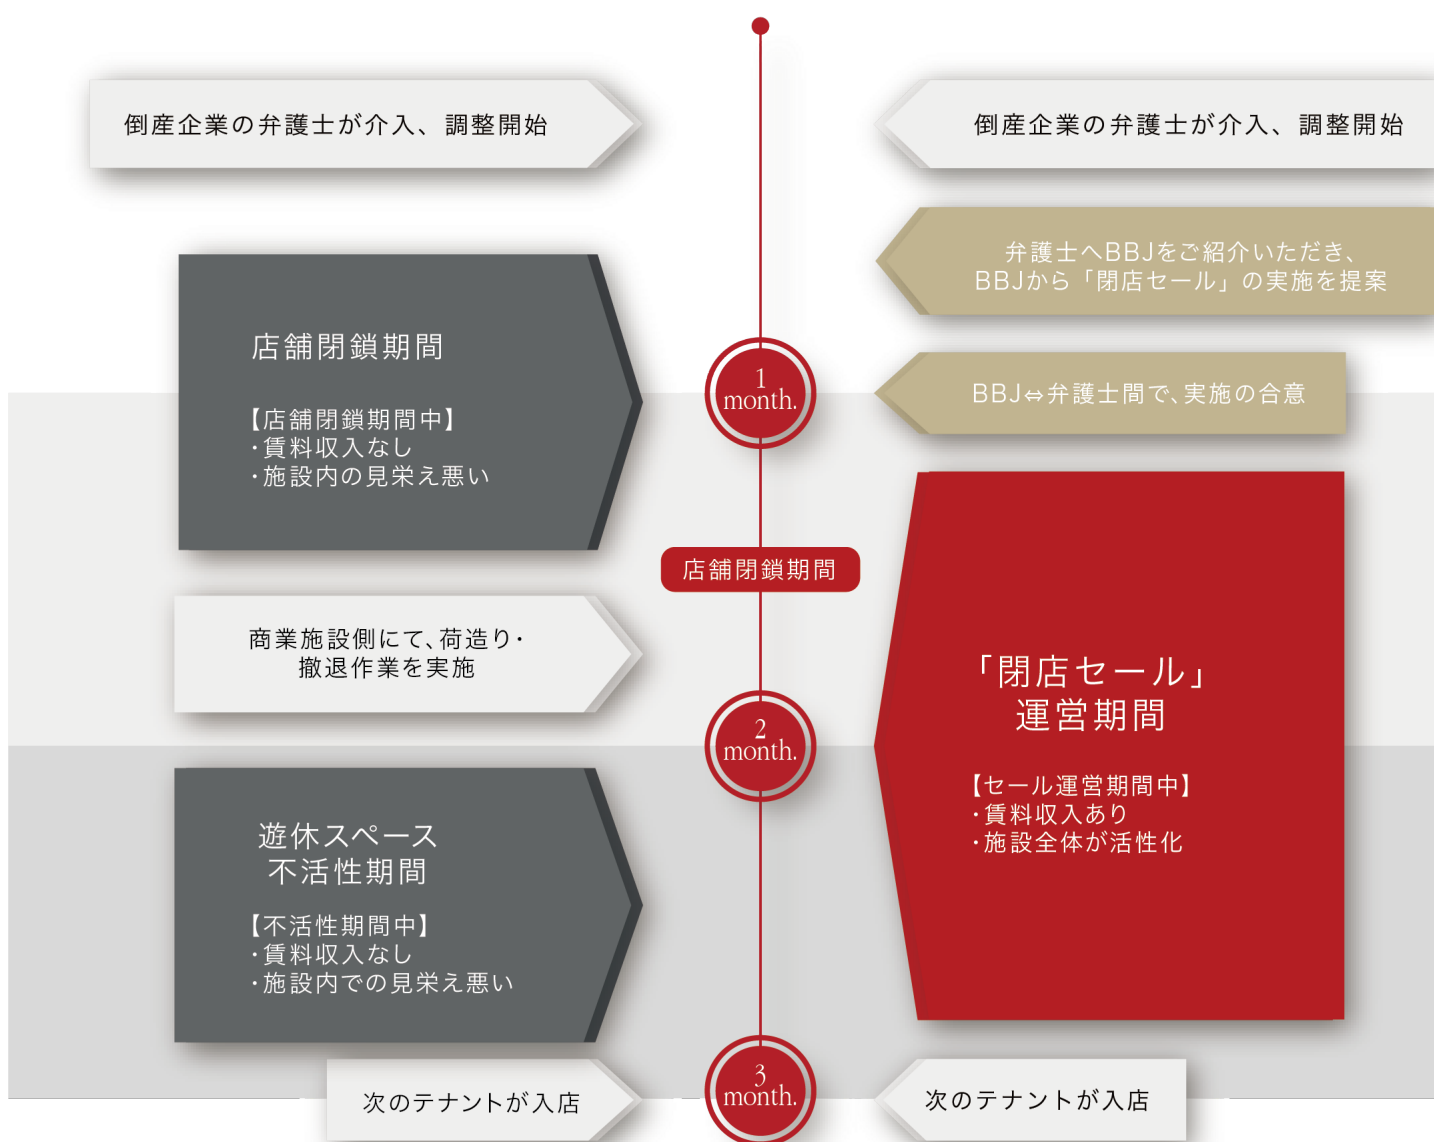 倒産企業の弁護士が介入、調整開始
店舗閉鎖期間
【店舗閉鎖期間中】
・賃料収入なし
・施設内の見栄え悪い
商業施設側にて、荷造り・
撤退作業を実施
遊休スペース
不活性期間
【不活性期間中】
・賃料収入なし
・施設内での見栄え悪い
次のテナントが入店
1
month.
店舗閉鎖期間
2
month.
3
month.
倒産企業の弁護士が介入、調整開始
弁護士へBBJをご紹介いただき、
BBJから「閉店セール」の実施を提案
BBJ⇔弁護士間で、実施の合意
「閉店セール」
運営期間
【セール運営期間中】
・賃料収入あり
・施設全体が活性化
次のテナントが入店